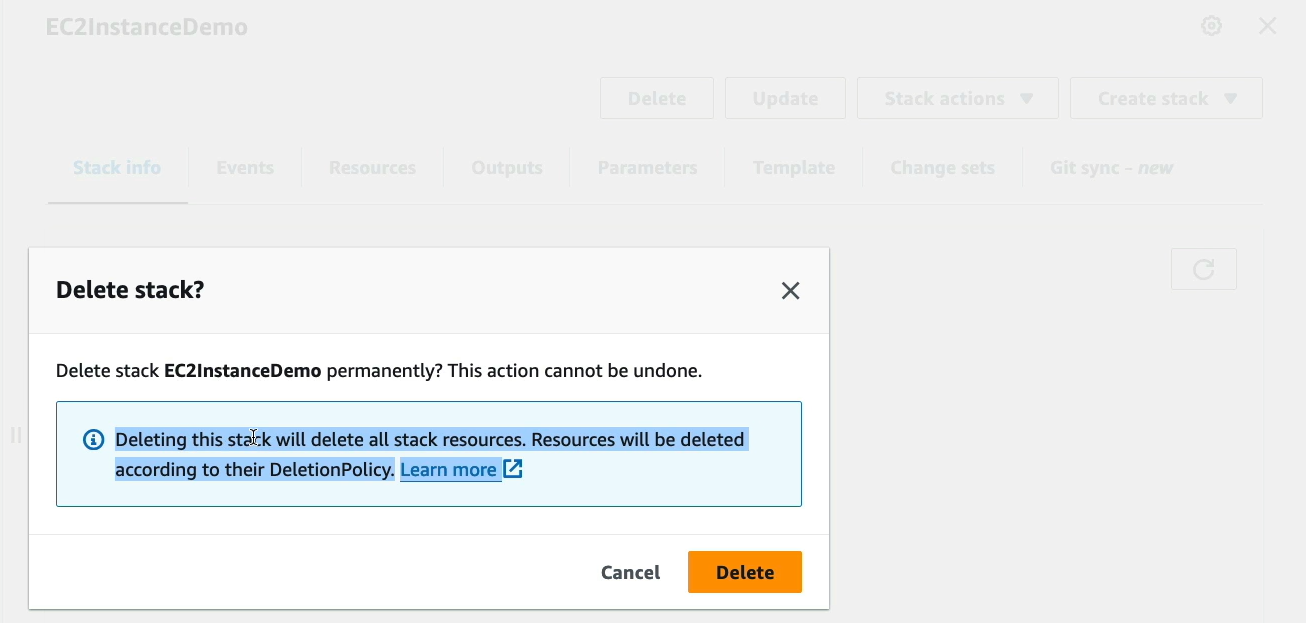 EC2InstanceDemo
Delete Update Stack actions Create stack
Stack info Events Resources Outputs Parameters Template Change sets Git sync - new
Delete stack?
Delete stack EC2InstanceDemo permanently? This action cannot be undone.
Deleting this stack will delete all stack resources. Resources will be deleted
according to their DeletionPolicy. Learn more
Cancel Delete